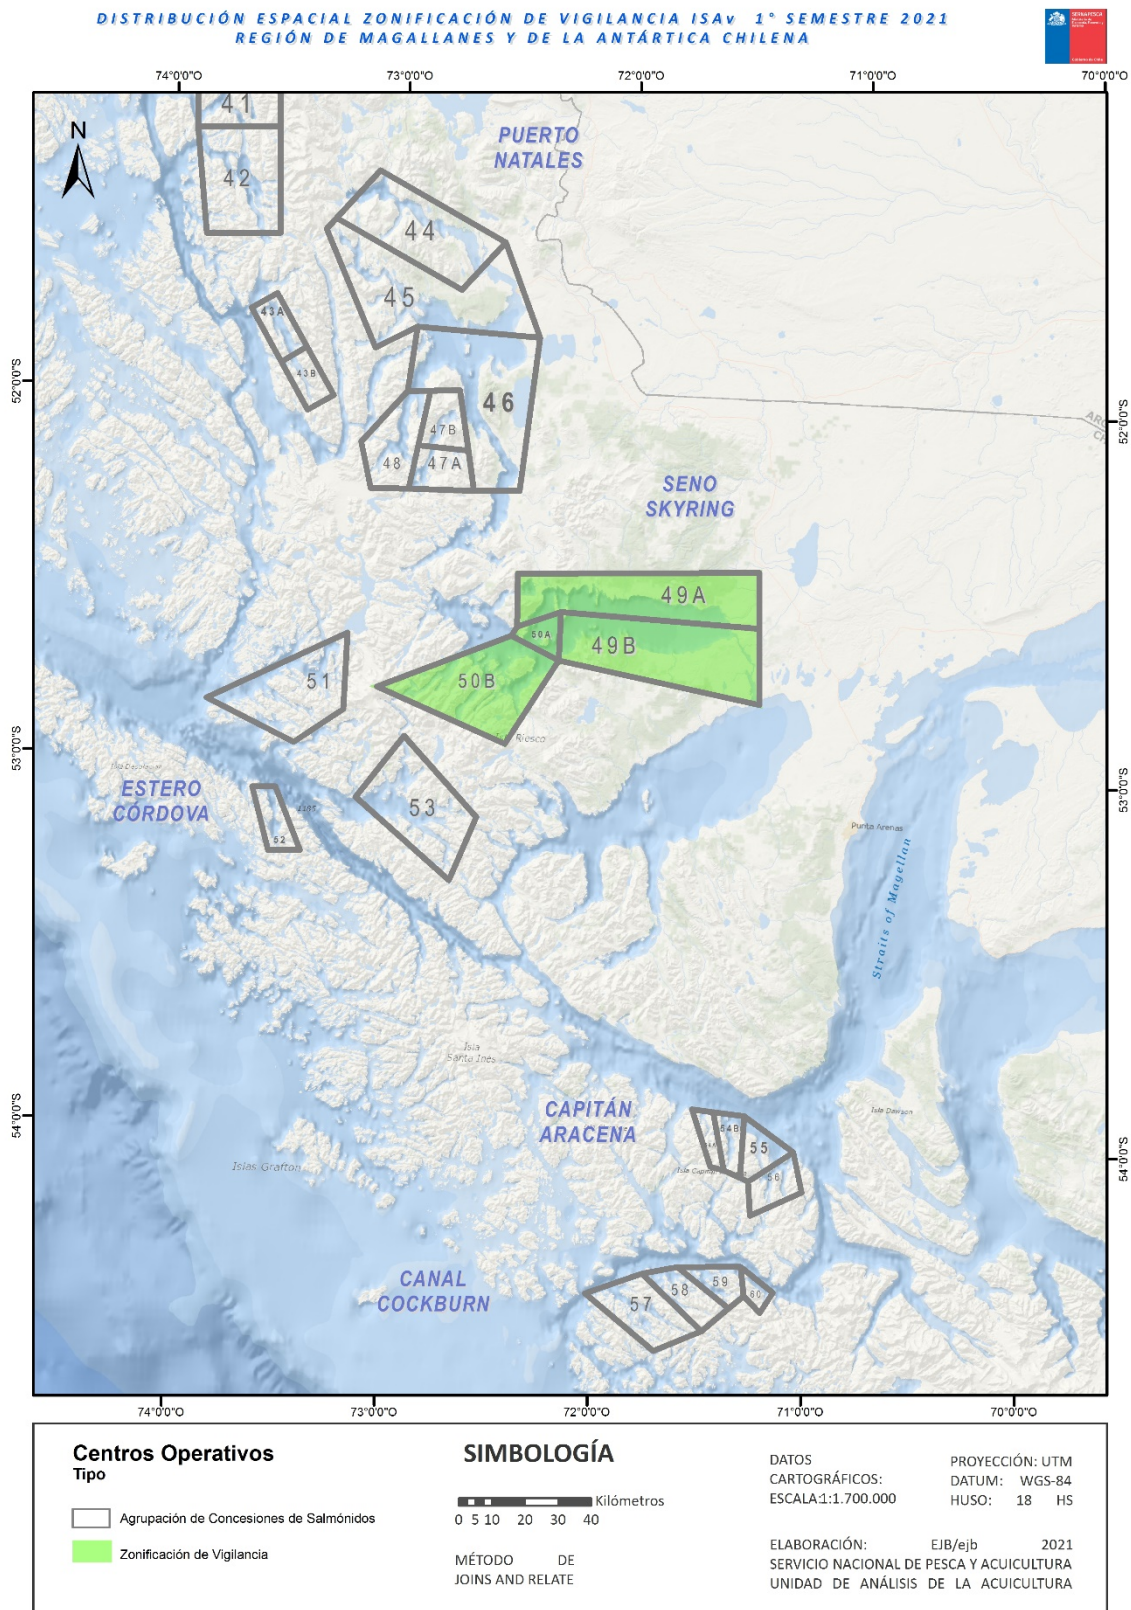 DISTRIBUCIÓN ESPACIAL ZONIFICACIÓN DE VIGILANCIA ISAv 1° SEMESTRE 2021
REGIÓN DE MAGALLANES Y DE LA ANTÁRTICA CHILENA
SERNAPESCA
74°0'0"O 73°0'0"O 72°0'0"O 71°0'0"O 70°0'0"O
N
41
42
PUERTO
NATALES
44
45
43A
43B
52°0'0"S
52°0'0"S
46
47B
47A
48
SENO
SKYRING
49A
49B
50A
50B
51
53°0'0"S
53°0'0"S
Riesco
ESTERO
CÓRDOVA
52
53
Punta Arenas
Straits of Magellan
Isla
Santo Inés
CAPITÁN
ARACENA
54°0'0"S
54°0'0"S
Isla Dawson
54B
55
56
Isla Capitán
Islas Grafton
CANAL
COCKBURN
57
58
59
60
74°0'0"O 73°0'0"O 72°0'0"O 71°0'0"O 70°0'0"O
Centros Operativos
Tipo
Agrupación de Concesiones de Salmónidos
Zonificación de Vigilancia
SIMBOLOGÍA
Kilómetros
0 5 10 20 30 40
MÉTODO DE
JOINS AND RELATE
DATOS
CARTOGRÁFICOS:
ESCALA:1:1.700.000
PROYECCIÓN: UTM
DATUM: WGS-84
HUSO: 18 HS
ELABORACIÓN: EJB/ejb 2021
SERVICIO NACIONAL DE PESCA Y ACUICULTURA
UNIDAD DE ANÁLISIS DE LA ACUICULTURA